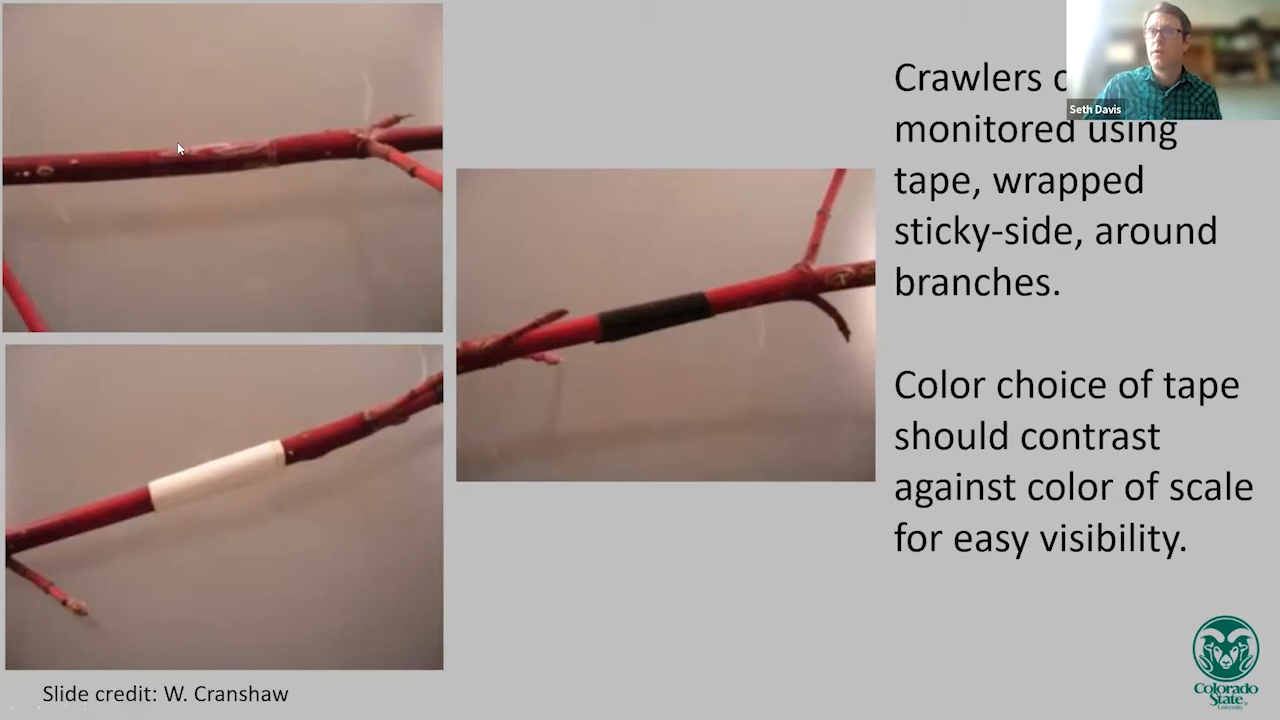 Crawlers
monitored using
tape, wrapped
sticky-side, around
branches.
Color choice of tape
should contrast
against color of scale
for easy visibility.
Seth Davis
Slide credit: W. Cranshaw
Colorado
State
University